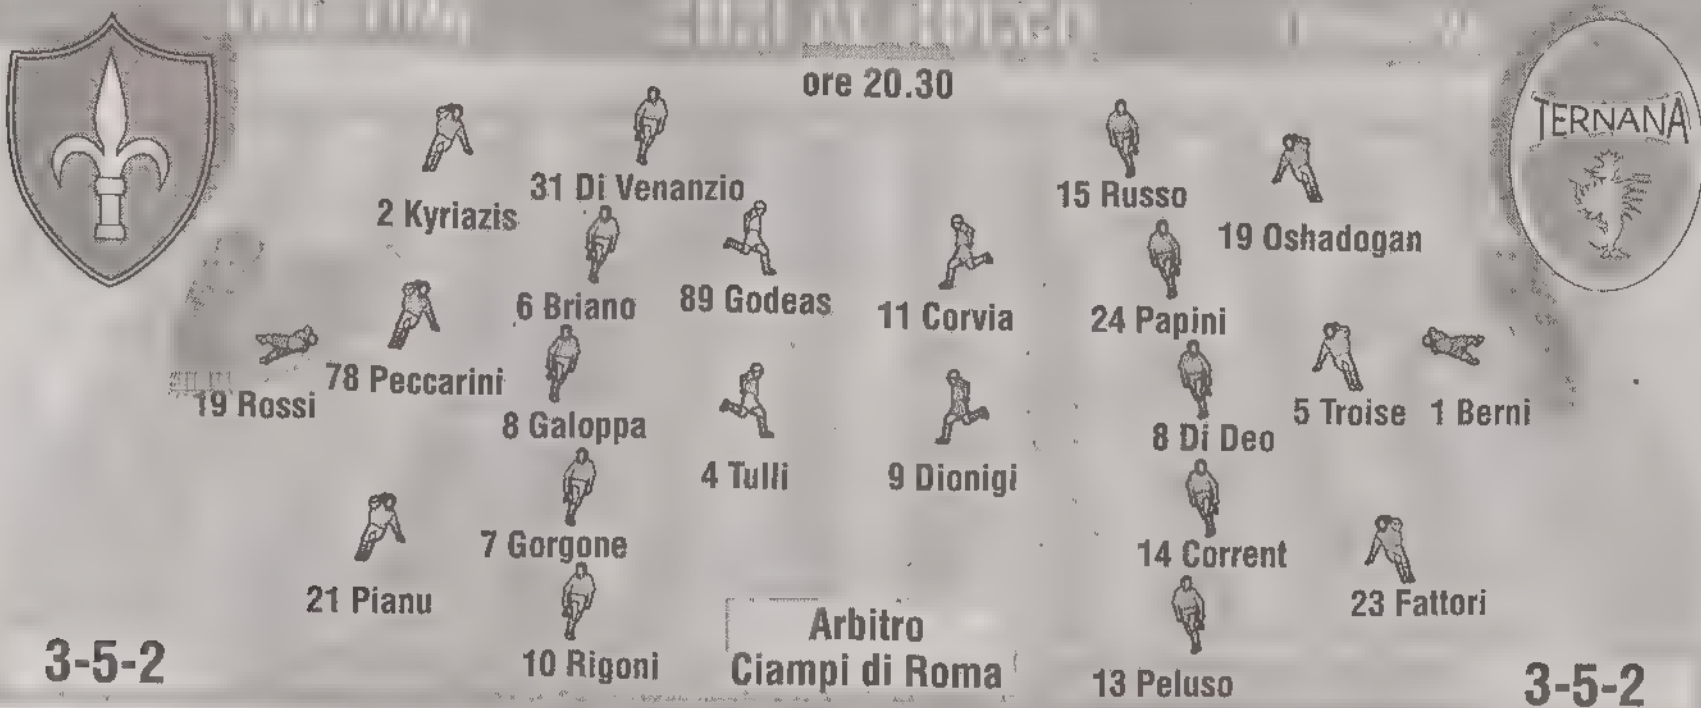 ore 20.30
TERNANA
2 Kyriazis
31 Di Venanzio
6 Briano
89 Godeas
78 Peccarini
19 Rossi
8 Galoppa
4 Tulli
7 Gorgone
21 Pianu
10 Rigoni
3-5-2
15 Russo
19 Oshadogan
11 Corvia
24 Papini
5 Troise
1 Berni
8 Di Deo
9 Dionigi
14 Corrent
23 Fattori
13 Peluso
3-5-2
Arbitro
Ciampi di Roma